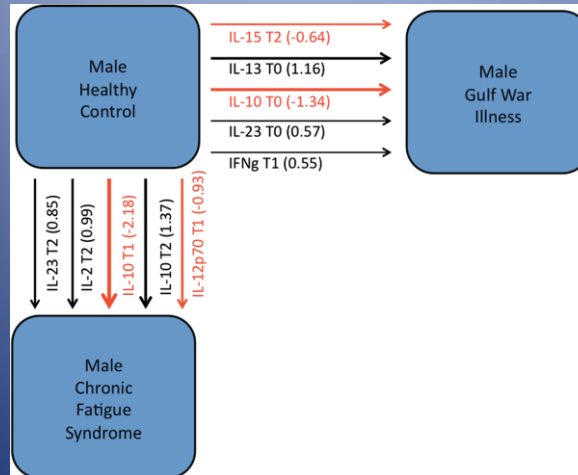 Male
Healthy
Control
IL-15 T2 (-0.64)
IL-13 T0 (1.16)
IL-10 T0 (-1.34)
IL-23 T0 (0.57)
IFNg T1 (0.55)
Male
Gulf War
Illness
IL-23 T2 (0.85)
IL-2 T2 (0.99)
IL-10 T1 (-2.18)
IL-10 T2 (1.37)
IL-12p70 T1 (-0.93)
Male
Chronic
Fatigue
Syndrome